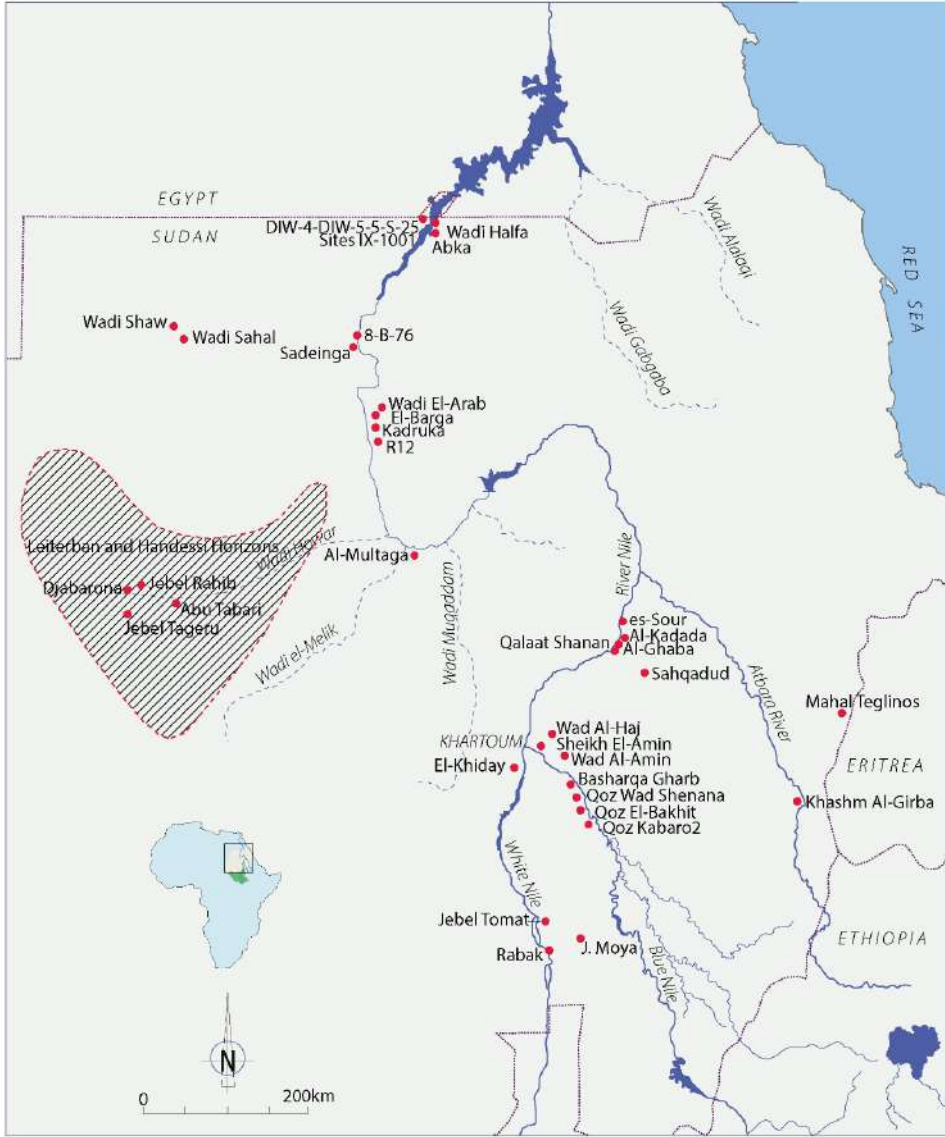 EGYPT
SUDAN
DIW-4-DIW-5-5-S-25
Sites IX-1001
Wadi Halfa
Abka
Wadi Alalaqi
Wadi Gabgaba
RED SEA
Wadi Shaw
Wadi Sahal
8-B-76
Sadeinga
Wadi El-Arab
El-Barga
Kadruka
R12
Leiterban and Handessi Horizons
Wadi Howar
Djabarona
Jebel Rahib
Abu Tabari
Jebel Tageru
Al-Multaga
Wadi el-Melik
Wadi Muqaddam
River Nile
es-Sour
Al-Kadada
Qalaat Shanan
Al-Ghaba
Sahqadud
Atbara River
Mahal Teglinos
ERITREA
KHARTOUM
Wad Al-Haj
Sheikh El-Amin
Wad Al-Amin
El-Khiday
Basharqa Gharb
Qoz Wad Shenana
Qoz El-Bakhit
Qoz Kabaro2
Khashm Al-Girba
White Nile
Jebel Tomat
J. Moya
Rabak
Blue Nile
ETHIOPIA
N
0
200km